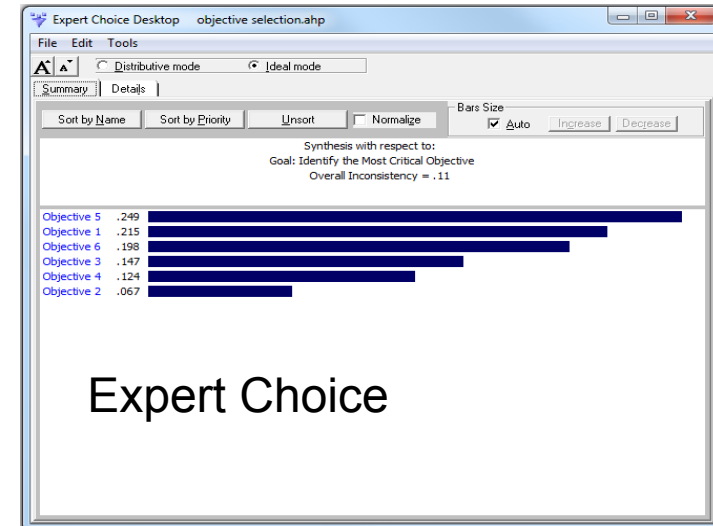 Expert Choice Desktop objective selection.ahp
File Edit Tools
A A Distributive mode Ideal mode
Summary Details
Sort by Name Sort by Priority Unsort Normalize Bars Size Auto Increase Decrease
Synthesis with respect to:
Goal: Identify the Most Critical Objective
Overall Inconsistency = .11
Objective 5 .249
Objective 1 .215
Objective 6 .198
Objective 3 .147
Objective 4 .124
Objective 2 .067
Expert Choice